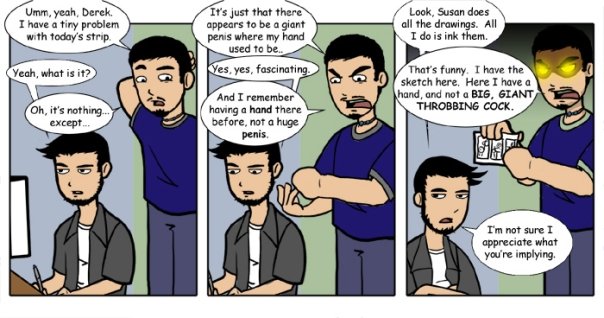 Umm, yeah, Derek.
I have a tiny problem
with today's strip.
Yeah, what is it?
Oh, it's nothing...
except...
It's just that there
appears to be a giant
penis where my hand
used to be..
Yes, yes, fascinating.
And I remember
having a hand there
before, not a huge
penis.
Look, Susan does
all the drawings. All
I do is ink them.
That's funny. I have the
sketch here. Here I have a
hand, and not a BIG, GIANT
THROBBING COCK.
I'm not sure I
appreciate what
you're implying.